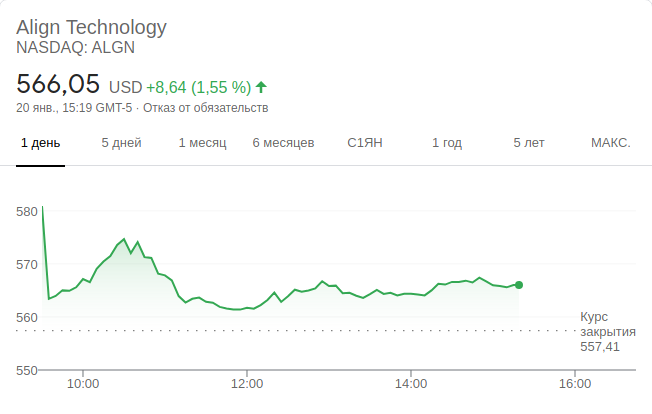 Align Technology
NASDAQ: ALGN
566,05 USD +8,64 (1,55 %)
20 янв., 15:19 GMT-5 · Отказ от обязательств
1 день 5 дней 1 месяц 6 месяцев С1ЯН 1 год 5 лет МАКС.
580
570
560
Курс
закрытия
557,41
550
10:00 12:00 14:00 16:00